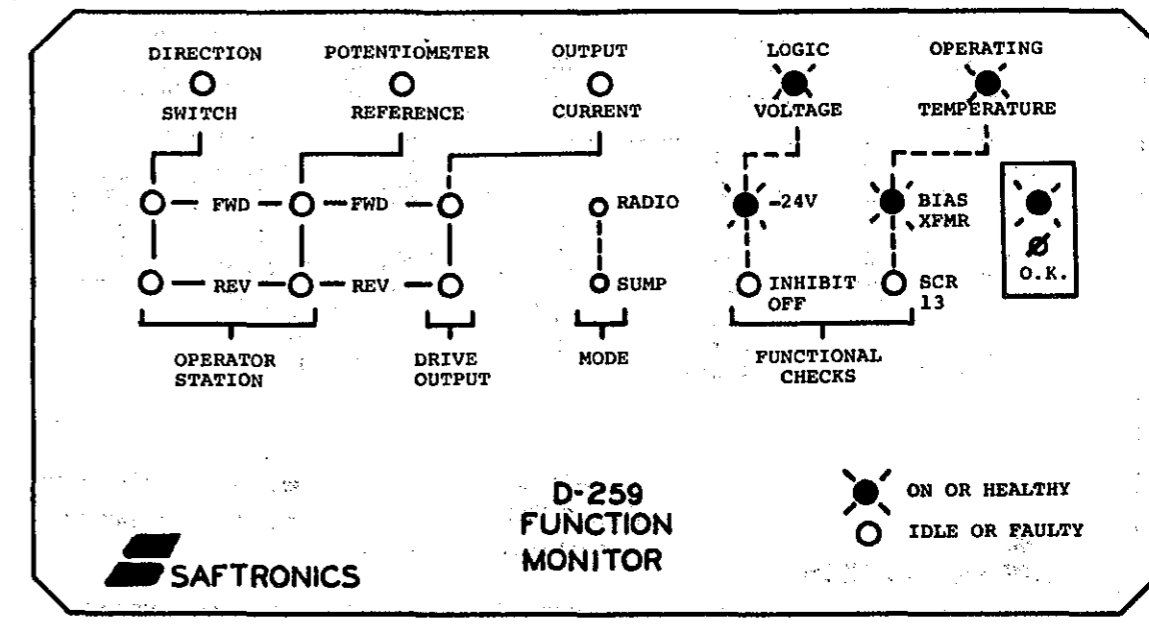 DIRECTION
SWITCH
POTENTIOMETER
REFERENCE
OUTPUT
CURRENT
LOGIC
VOLTAGE
OPERATING
TEMPERATURE
FWD
FWD
RADIO
-24V
BIAS
XFMR
Ø
O.K.
REV
REV
SUMP
INHIBIT
OFF
SCR
13
OPERATOR
STATION
DRIVE
OUTPUT
MODE
FUNCTIONAL
CHECKS
D-259
FUNCTION
MONITOR
ON OR HEALTHY
IDLE OR FAULTY
SAFTRONICS